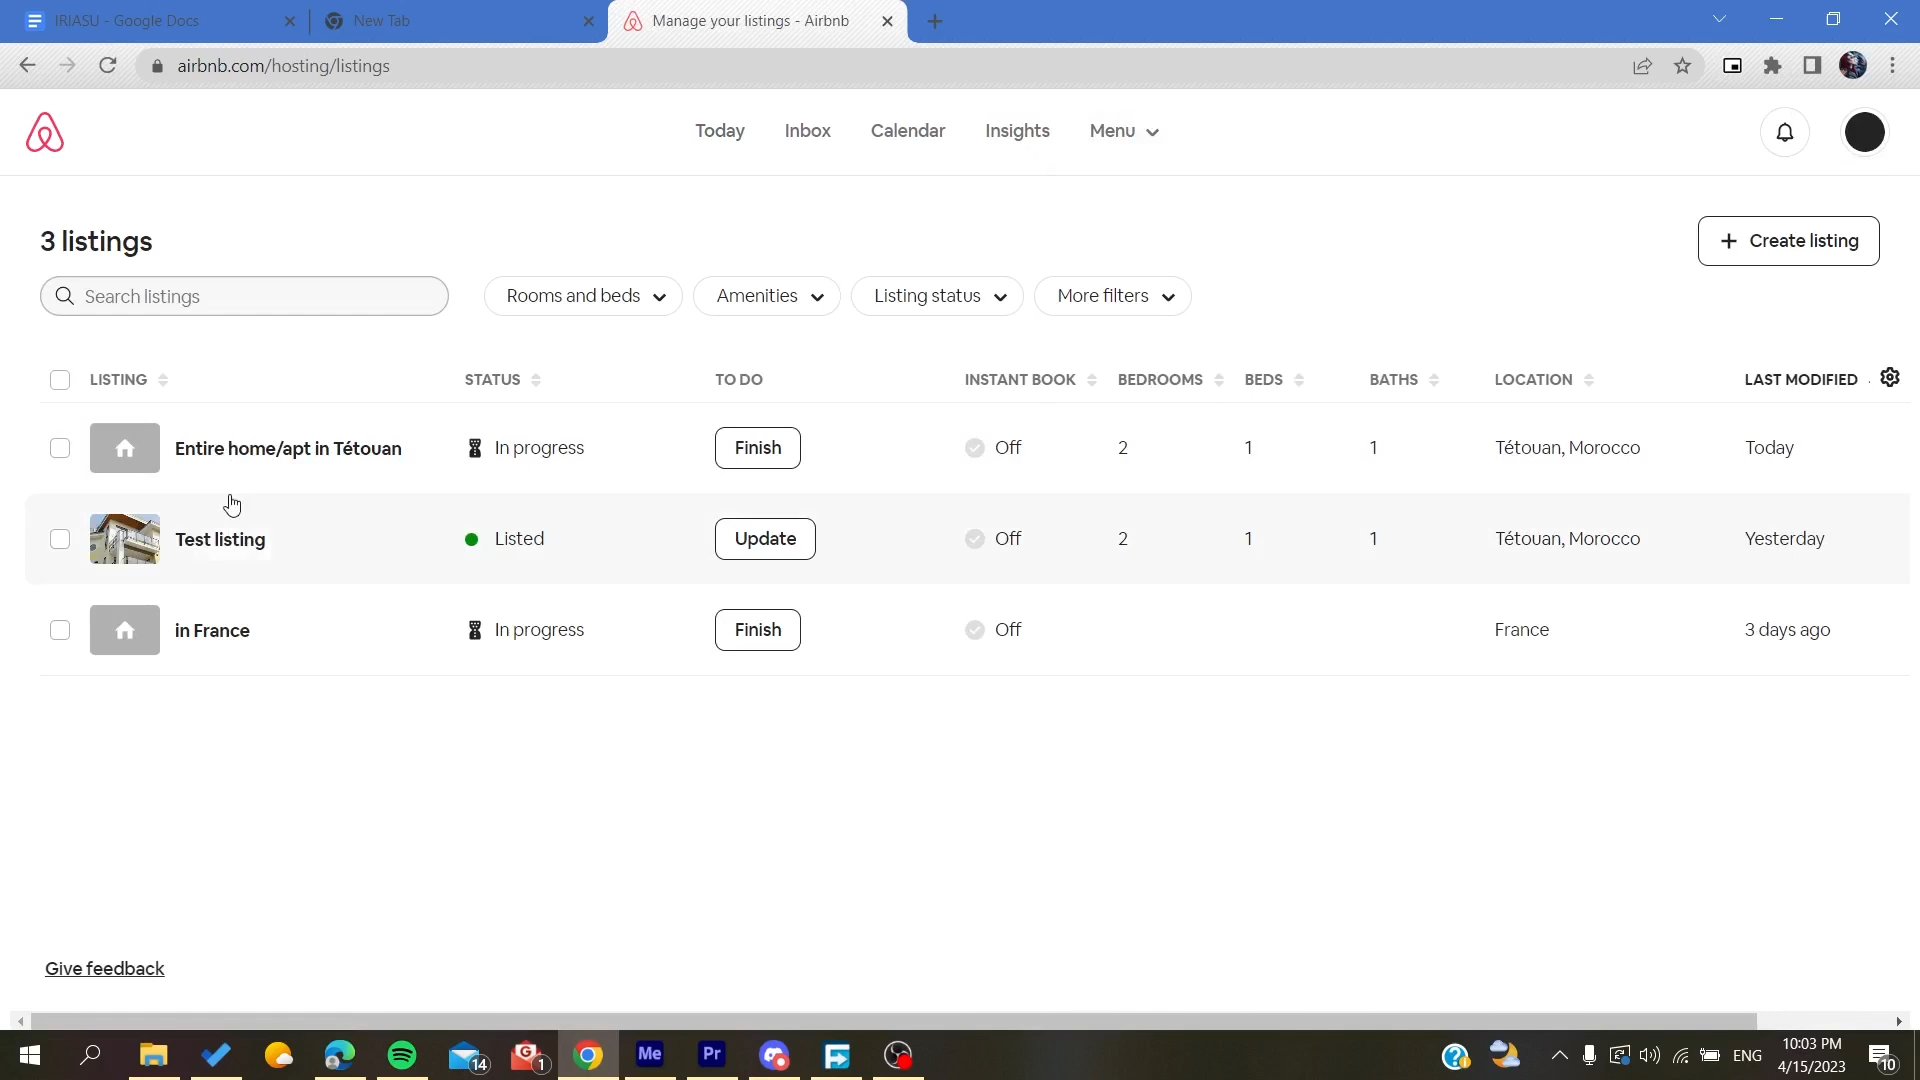 IRIASU - Google Docs
New Tab
Manage your listings - Airbnb
airbnb.com/hosting/listings
Today Inbox Calendar Insights Menu
3 listings
Create listing
Search listings
Rooms and beds Amenities Listing status More filters
LISTING STATUS TO DO INSTANT BOOK BEDROOMS BEDS BATHS LOCATION LAST MODIFIED
Entire home/apt in Tétouan In progress Finish Off 2 1 1 Tétouan, Morocco Today
Test listing Listed Update Off 2 1 1 Tétouan, Morocco Yesterday
in France In progress Finish Off France 3 days ago
Give feedback
14
G 1
Me
Pr
ENG
10:03 PM
4/15/2023
10